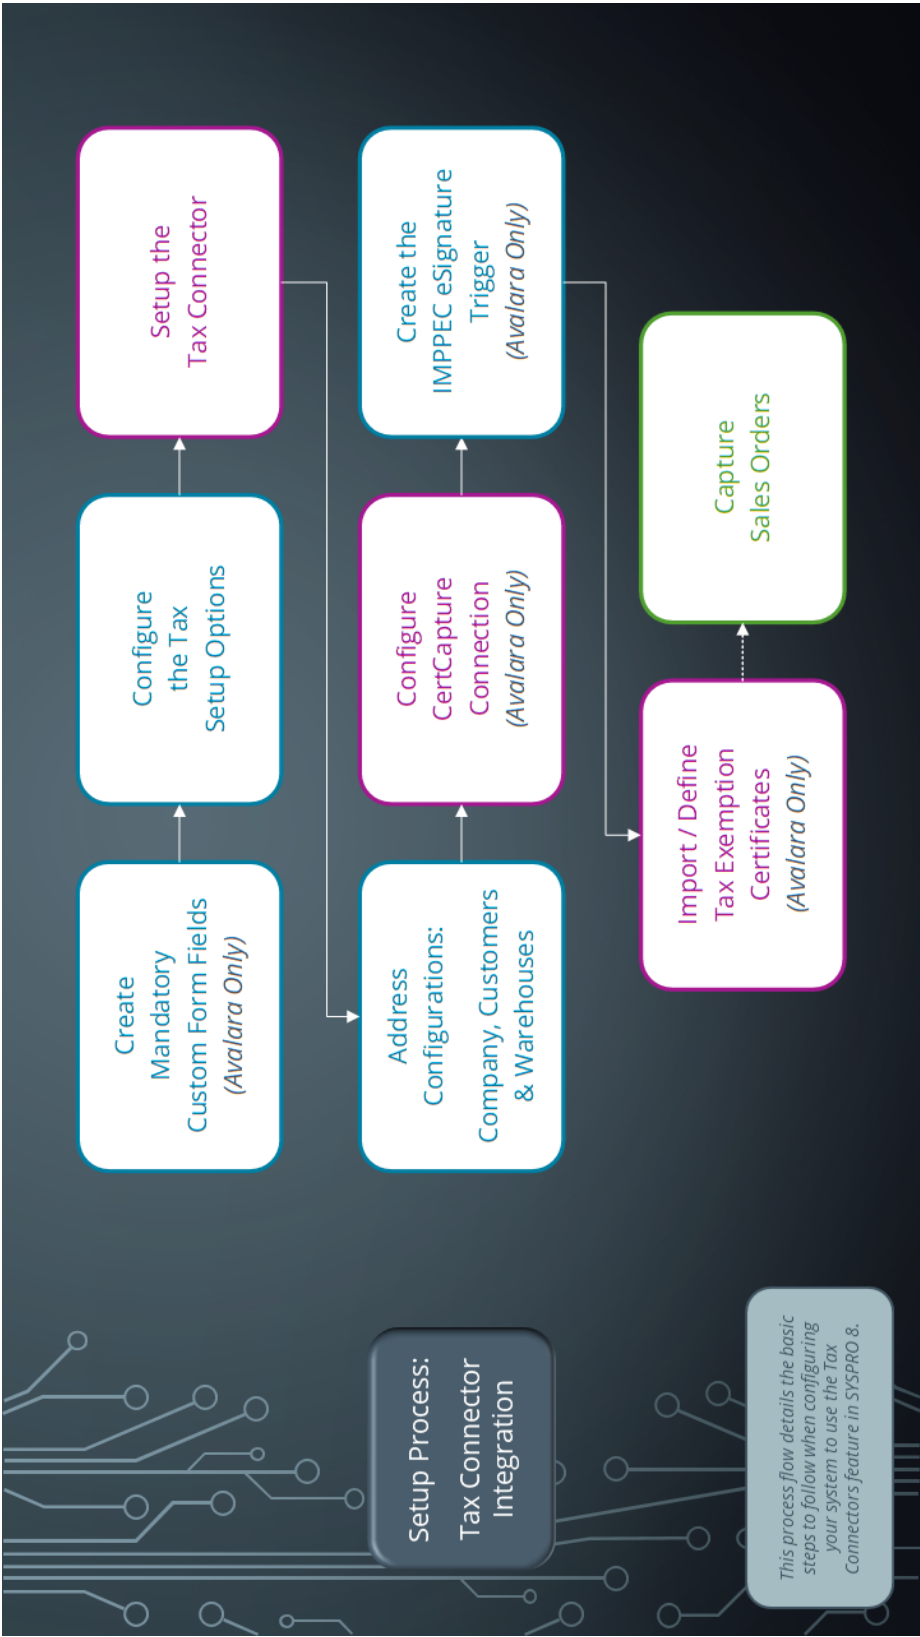 Setup Process:
Tax Connector
Integration
This process flow details the basic
steps to follow when configuring
your system to use the Tax
Connectors feature in SYSPRO 8.
Create
Mandatory
Custom Form Fields
(Avalara Only)
Configure
the Tax
Setup Options
Setup the
Tax Connector
Address
Configurations:
Company, Customers
& Warehouses
Configure
CertCapture
Connection
(Avalara Only)
Create the
IMPPEC eSignature
Trigger
(Avalara Only)
Import / Define
Tax Exemption
Certificates
(Avalara Only)
Capture
Sales Orders